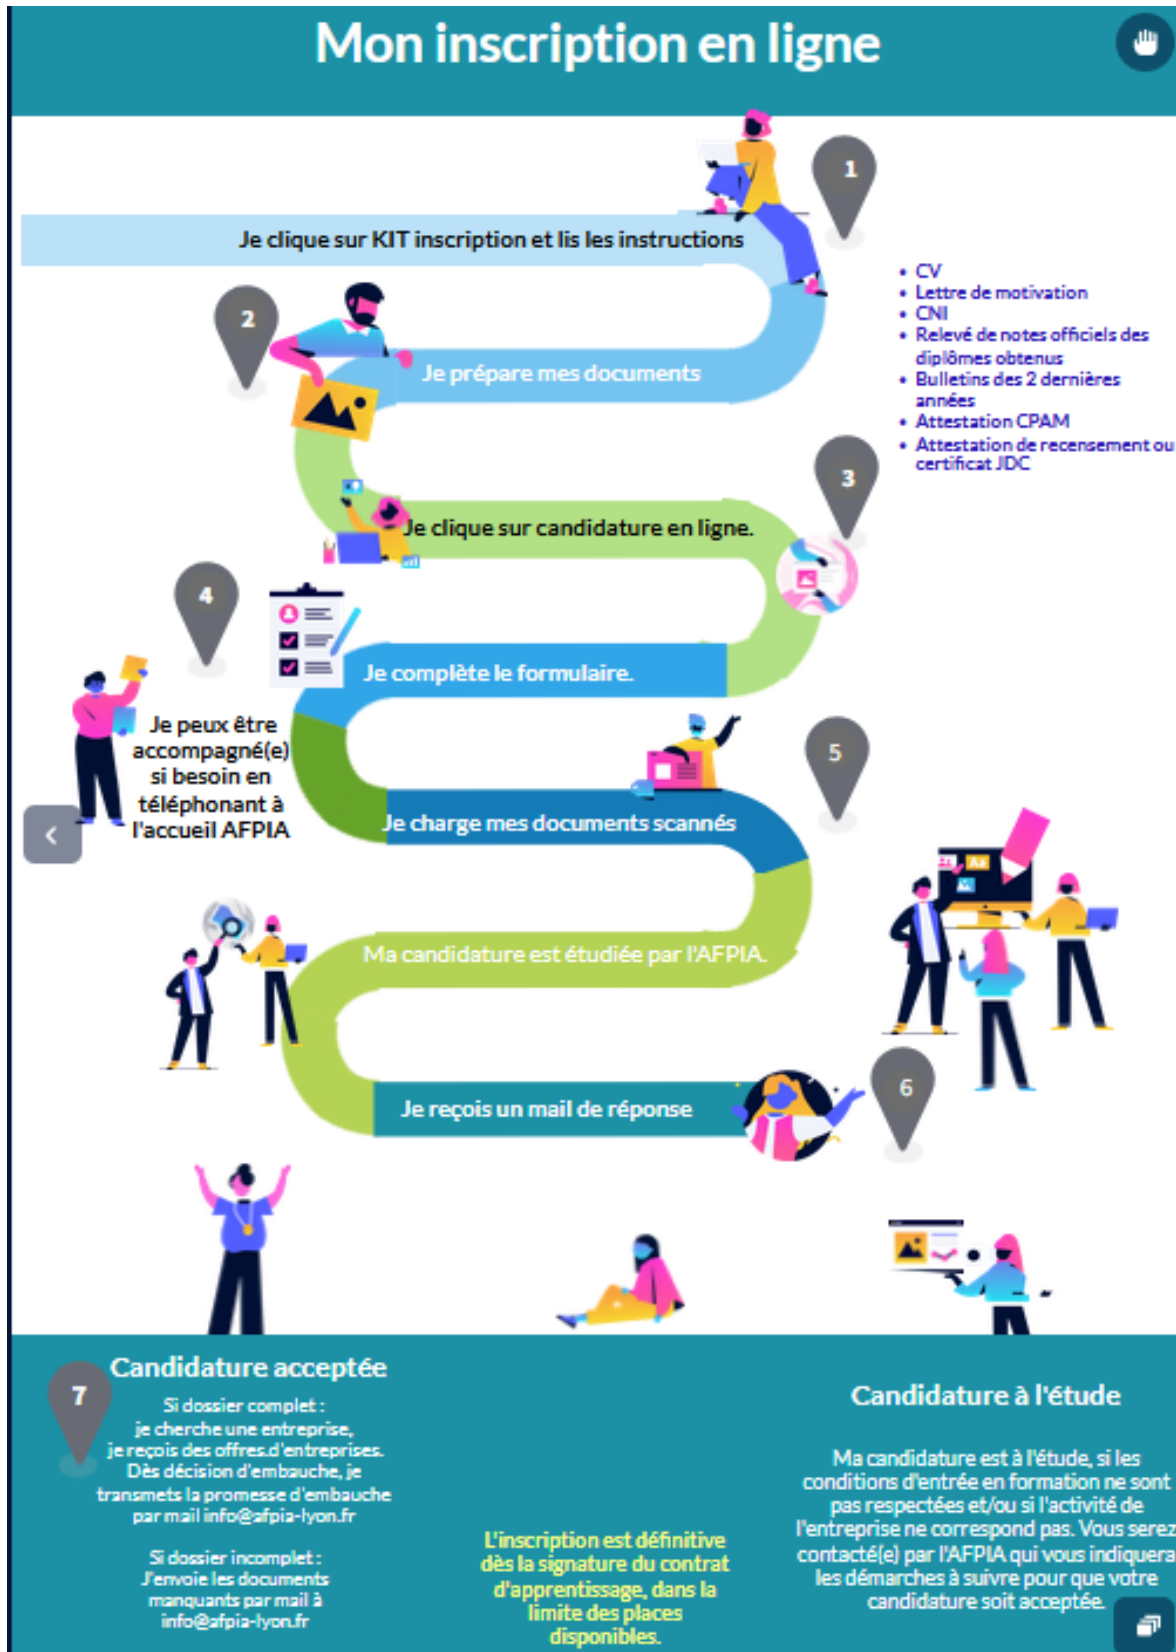 Mon inscription en ligne
1
Je clique sur KIT inscription et lis les instructions
• CV
• Lettre de motivation
• CNI
• Relevé de notes officiels des
diplômes obtenus
• Bulletins des 2 dernières
années
• Attestation CPAM
• Attestation de recensement ou
certificat JDC
2
Je prépare mes documents
3
Je clique sur candidature en ligne.
4
Je complète le formulaire.
Je peux être
accompagné(e)
si besoin en
téléphonant à
l'accueil AFPIA
5
Je charge mes documents scannés
Aa
Ma candidature est étudiée par l'AFPIA.
6
Je reçois un mail de réponse
7
Candidature acceptée
Si dossier complet :
je cherche une entreprise,
je reçois des offres.d'entreprises.
Dès décision d'embauche, je
transmets la promesse d'embauche
par mail info@afpia-lyon.fr
Si dossier incomplet :
J'envoie les documents
manquants par mail à
info@afpia-lyon.fr
L'inscription est définitive
dès la signature du contrat
d'apprentissage, dans la
limite des places
disponibles.
Candidature à l'étude
Ma candidature est à l'étude, si les
conditions d'entrée en formation ne sont
pas respectées et/ou si l'activité de
l'entreprise ne correspond pas. Vous serez
contacté(e) par l'AFPIA qui vous indiquera
les démarches à suivre pour que votre
candidature soit acceptée.